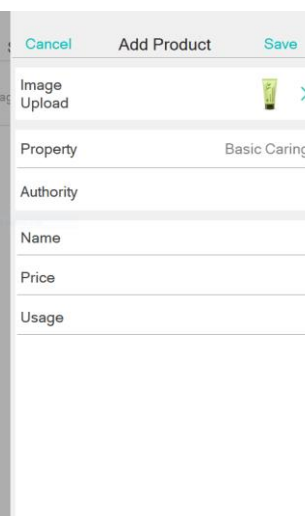 Cancel Add Product Save
Image
Upload
Property Basic Caring
Authority
Name
Price
Usage